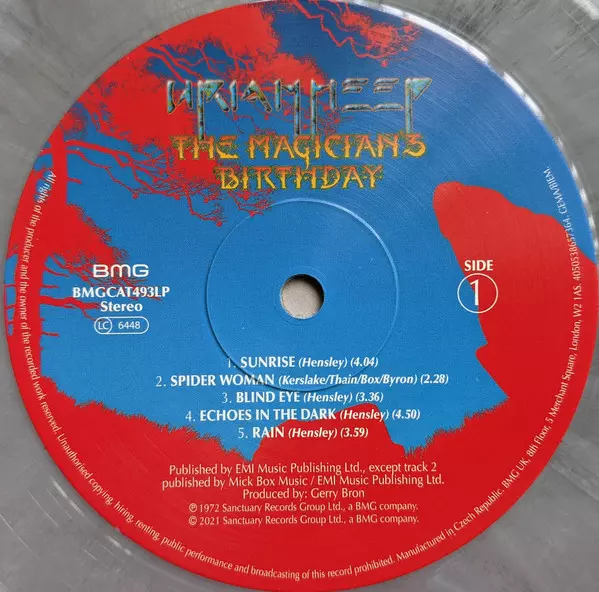 URIAH HEEP
THE MAGICIAN'S
BIRTHDAY
BMG
BMGCAT493LP
Stereo
LC 6448
SIDE
1
1. SUNRISE (Hensley) (4.04)
2. SPIDER WOMAN (Kerslake/Thain/Box/Byron) (2.28)
3. BLIND EYE (Hensley) (3.36)
4. ECHOES IN THE DARK (Hensley) (4.50)
5. RAIN (Hensley) (3.59)
Published by EMI Music Publishing Ltd., except track 2
published by Mick Box Music / EMI Music Publishing Ltd.
Produced by: Gerry Bron
℗ 1972 Sanctuary Records Group Ltd., a BMG company.
© 2021 Sanctuary Records Group Ltd., a BMG company.
All rights of the producer and the owner of the recorded work reserved. Unauthorised copying, hiring, renting, public performance and broadcasting of this record prohibited. Manufactured in Czech Republic. BMG UK, 8th Floor, 5 Merchant Square, London, W2 1AS. 4050538657364. GEMA/BIEM.